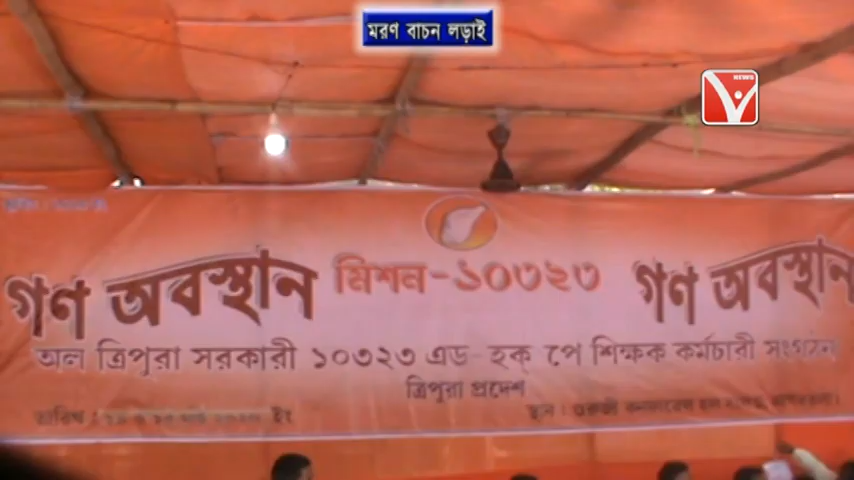 মরণ বাচন লড়াই
NEWS
V
গণ অবস্থান মিশন-১০৩২৩ গণ অবস্থান
অল ত্রিপুরা সরকারী ১০৩২৩ এড-হক্ পে শিক্ষক কর্মচারী সংগঠন
ত্রিপুরা প্রদেশ
তারিখ : ইং স্থান :